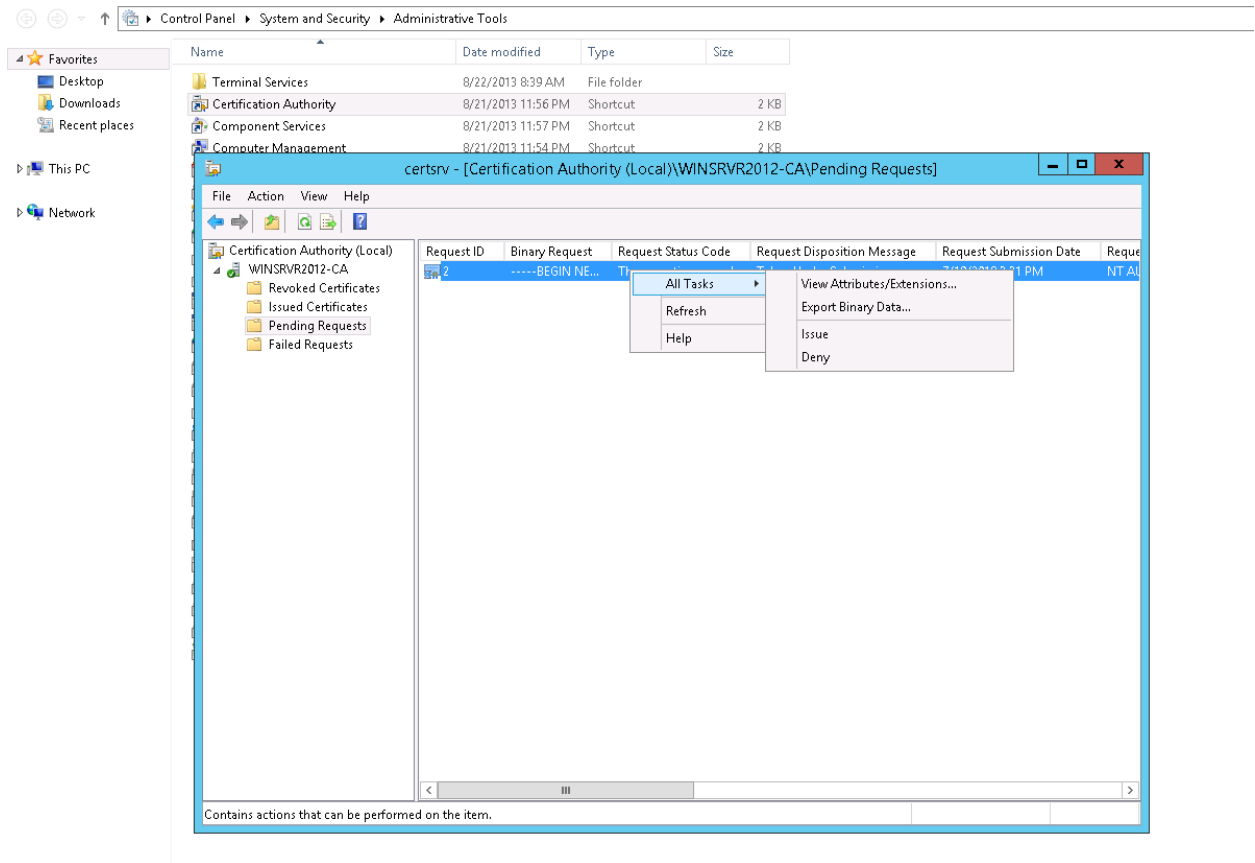 Control Panel ▸ System and Security ▸ Administrative Tools
Favorites
Desktop
Downloads
Recent places
This PC
Network
Name Date modified Type Size
Terminal Services 8/22/2013 8:39 AM File folder
Certification Authority 8/21/2013 11:56 PM Shortcut 2 KB
Component Services 8/21/2013 11:57 PM Shortcut 2 KB
Computer Management 8/21/2013 11:54 PM Shortcut 2 KB
certsrv - [Certification Authority (Local)\WINSRVR2012-CA\Pending Requests]
File Action View Help
Certification Authority (Local)
WINSRVR2012-CA
Revoked Certificates
Issued Certificates
Pending Requests
Failed Requests
Request ID Binary Request Request Status Code Request Disposition Message Request Submission Date Reque
2 -----BEGIN NE... PM NT AU
All Tasks
Refresh
Help
View Attributes/Extensions...
Export Binary Data...
Issue
Deny
Contains actions that can be performed on the item.